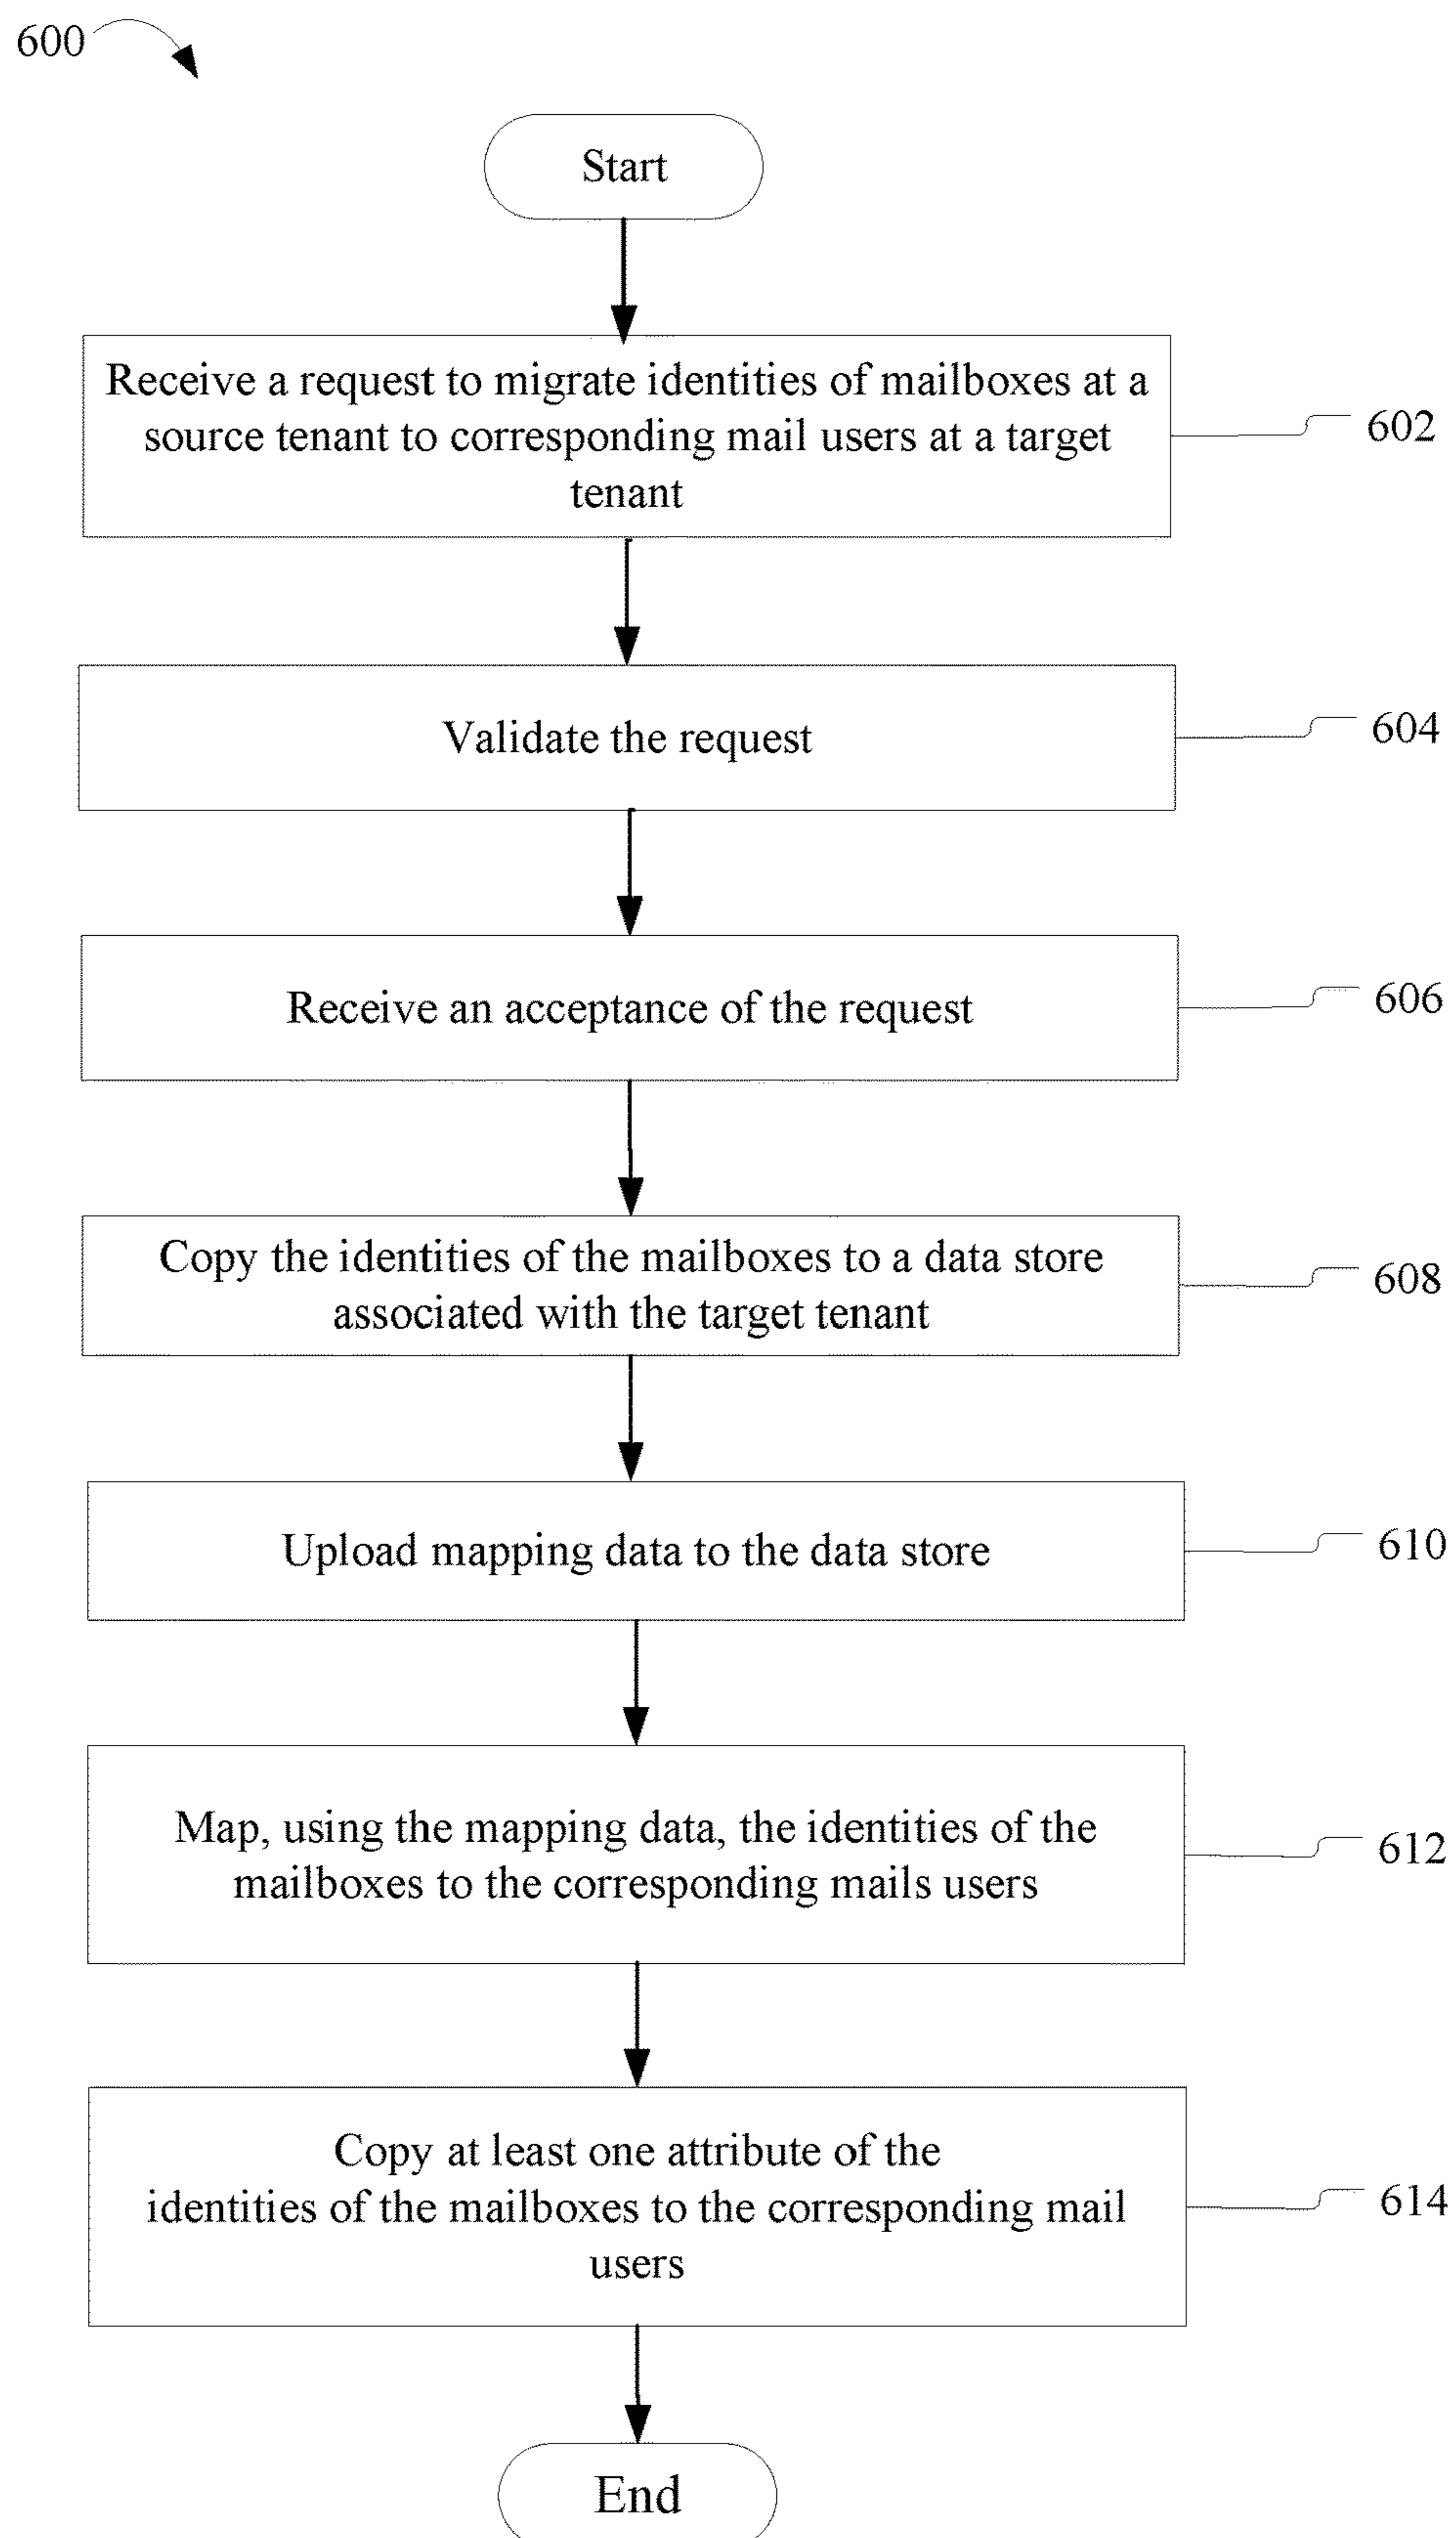 600
Start
Receive a request to migrate identities of mailboxes at a
source tenant to corresponding mail users at a target
tenant
602
Validate the request
604
Receive an acceptance of the request
606
Copy the identities of the mailboxes to a data store
associated with the target tenant
608
Upload mapping data to the data store
610
Map, using the mapping data, the identities of the
mailboxes to the corresponding mails users
612
Copy at least one attribute of the
identities of the mailboxes to the corresponding mail
users
614
End